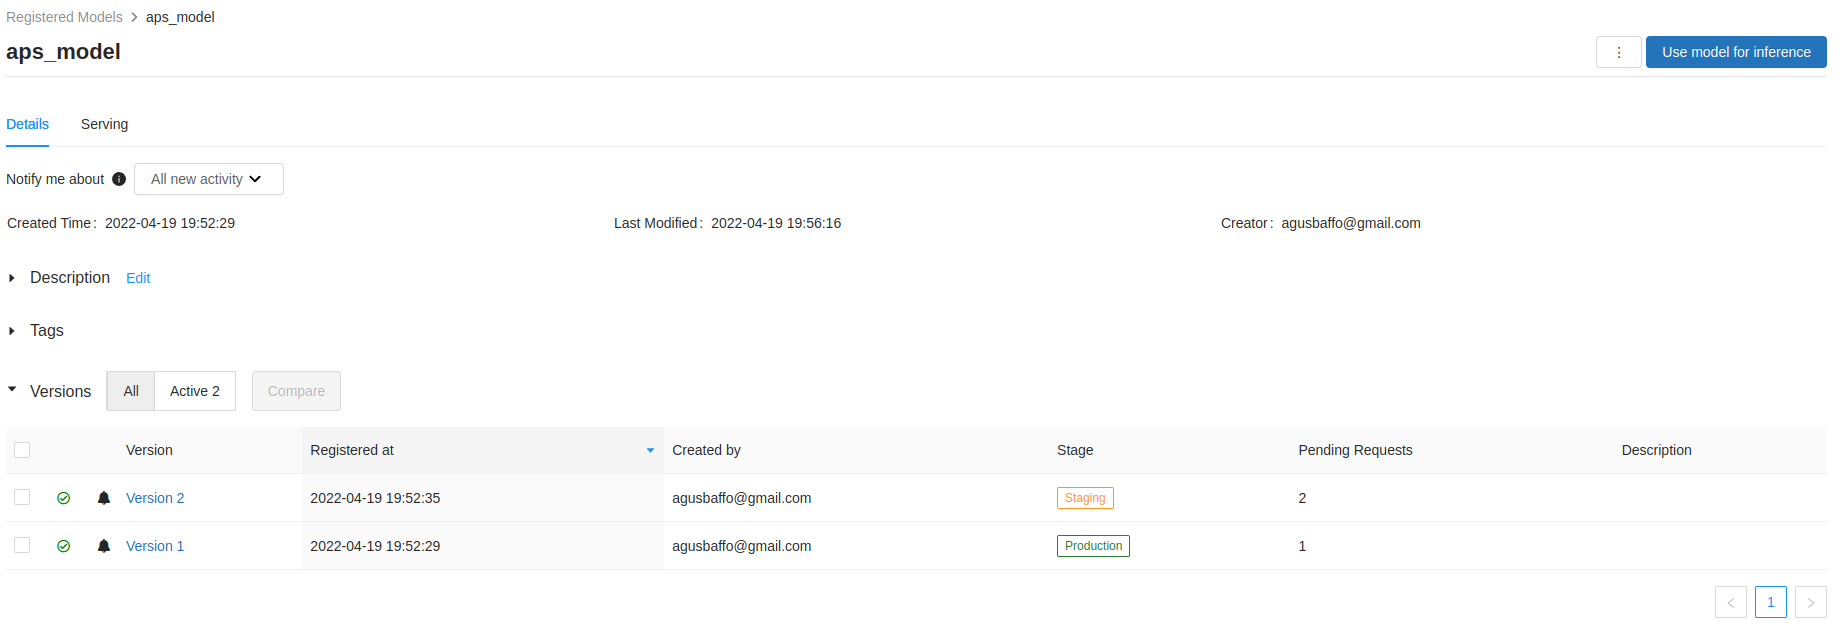 Registered Models > aps_model
aps_model
Use model for inference
Details Serving
Notify me about All new activity
Created Time: 2022-04-19 19:52:29 Last Modified: 2022-04-19 19:56:16 Creator: agusbaffo@gmail.com
Description Edit
Tags
Versions All Active 2 Compare
Version Registered at Created by Stage Pending Requests Description
Version 2 2022-04-19 19:52:35 agusbaffo@gmail.com Staging 2
Version 1 2022-04-19 19:52:29 agusbaffo@gmail.com Production 1
< 1 >